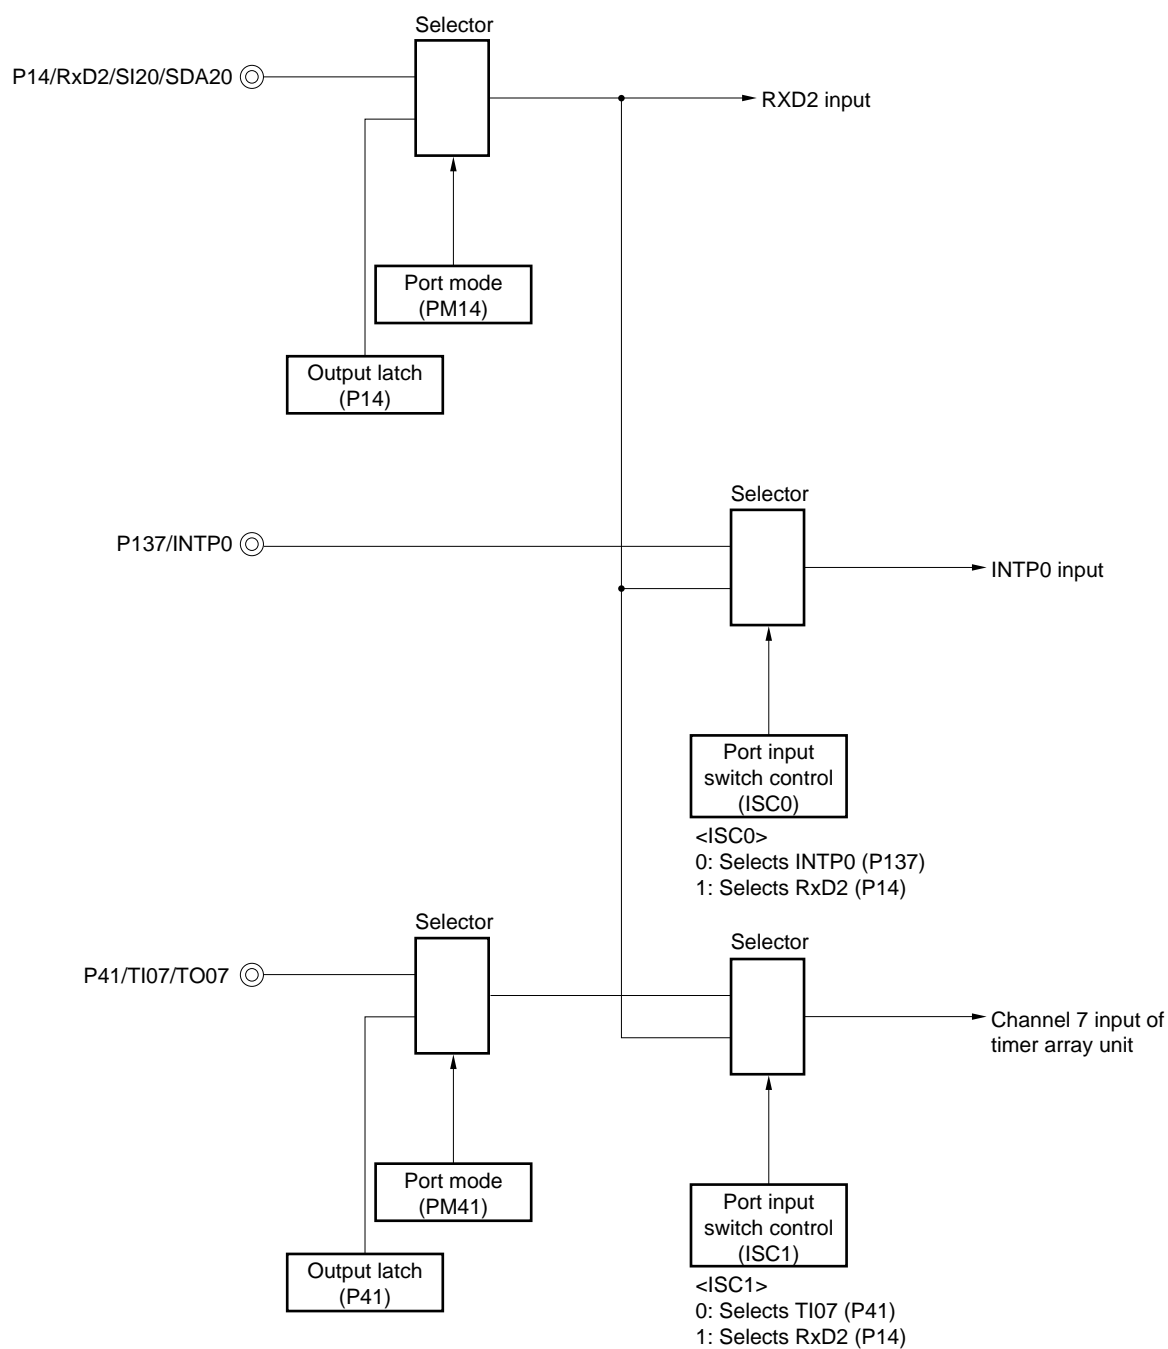 Selector
P14/RxD2/SI20/SDA20
RXD2 input
Port mode
(PM14)
Output latch
(P14)
Selector
P137/INTP0
INTP0 input
Port input
switch control
(ISC0)
<ISC0>
0: Selects INTP0 (P137)
1: Selects RxD2 (P14)
Selector
Selector
P41/TI07/TO07
Channel 7 input of
timer array unit
Port mode
(PM41)
Port input
switch control
(ISC1)
Output latch
(P41)
<ISC1>
0: Selects TI07 (P41)
1: Selects RxD2 (P14)